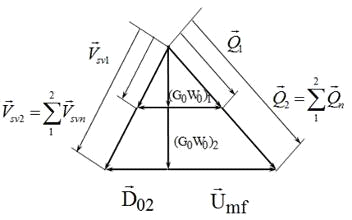 V⃗sv1
Q⃗1
(G0W0)1
V⃗sv2 = ∑₁² V⃗svn
Q⃗2 = ∑₁² Q⃗n
(G0W0)2
D⃗02
U⃗mf